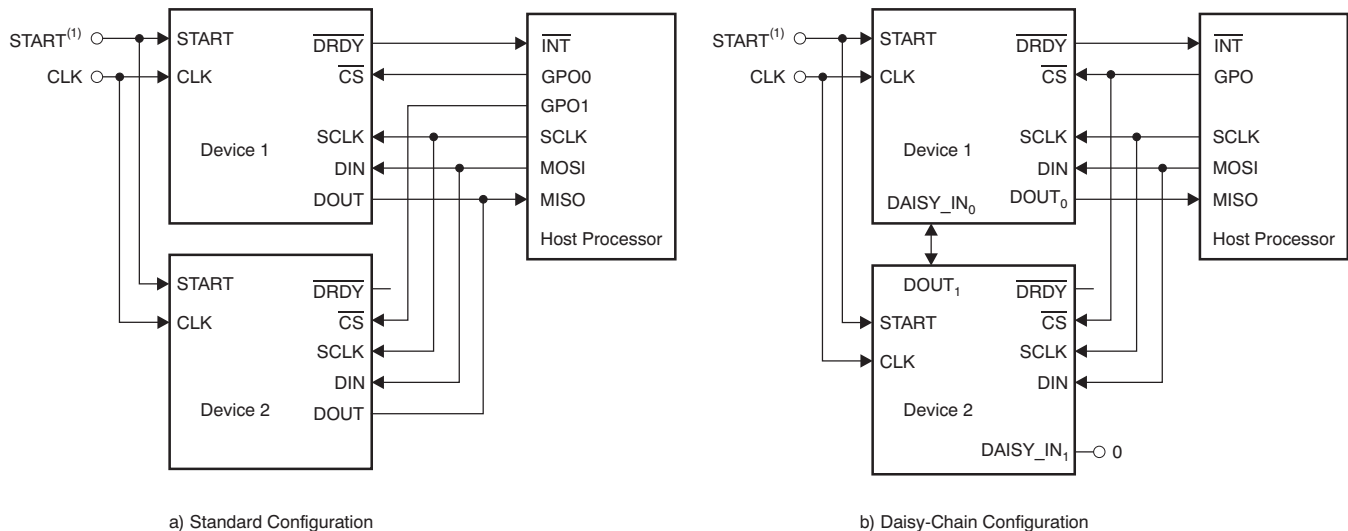 START(1)
CLK
START
CLK
Device 1
DRDY
CS
SCLK
DIN
DOUT
INT
GPO0
GPO1
SCLK
MOSI
MISO
Host Processor
START
CLK
Device 2
DRDY
CS
SCLK
DIN
DOUT
a) Standard Configuration
START(1)
CLK
START
CLK
Device 1
DRDY
CS
SCLK
DIN
DOUT0
DAISY_IN0
INT
GPO
SCLK
MOSI
MISO
Host Processor
DOUT1
START
CLK
Device 2
DRDY
CS
SCLK
DIN
DAISY_IN1
0
b) Daisy-Chain Configuration